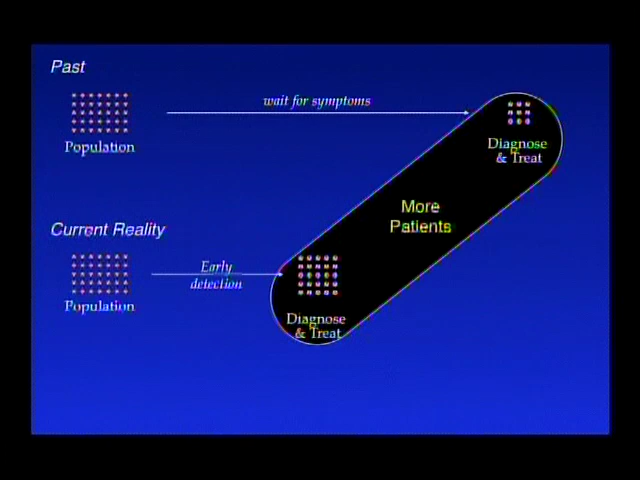 Past
wait for symptoms
Population
Diagnose
& Treat
More
Patients
Current Reality
Early
detection
Population
Diagnose
& Treat